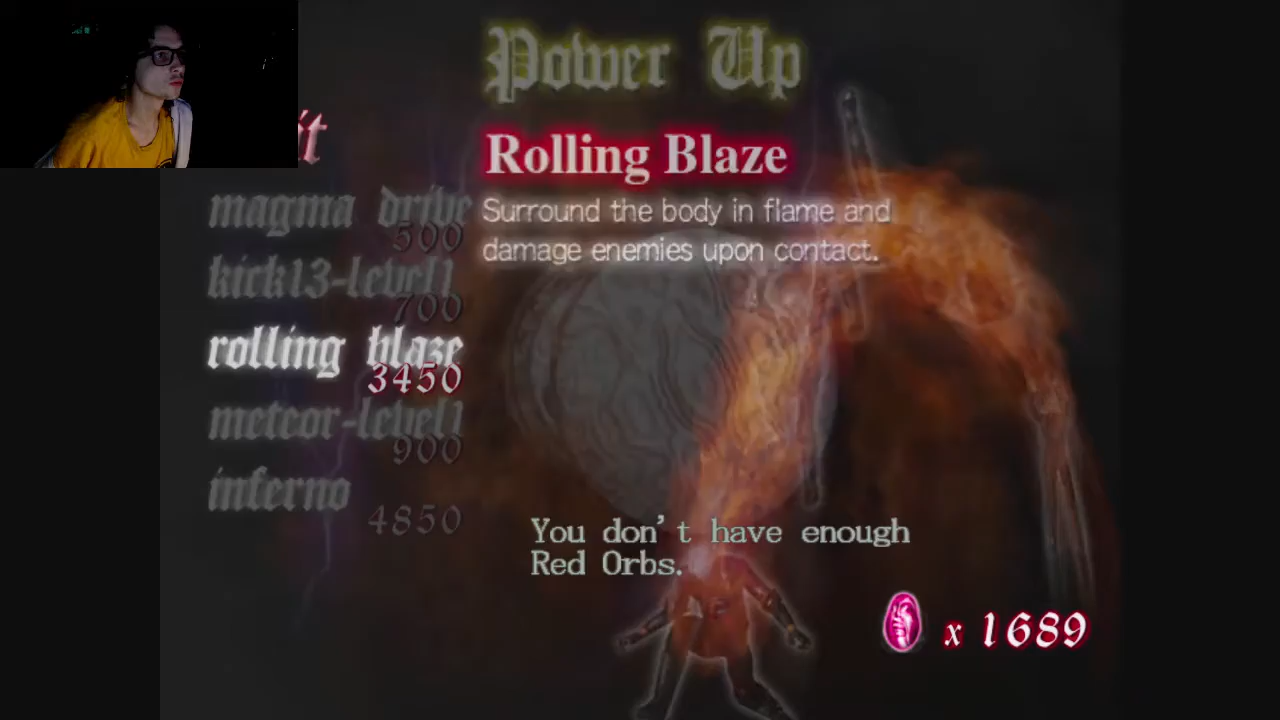 Power Up
Rolling Blaze
Surround the body in flame and
damage enemies upon contact.
magma drive
500
kick13-level1
700
rolling blaze
3450
meteor-level1
900
inferno
4850
You don't have enough
Red Orbs.
x 1689